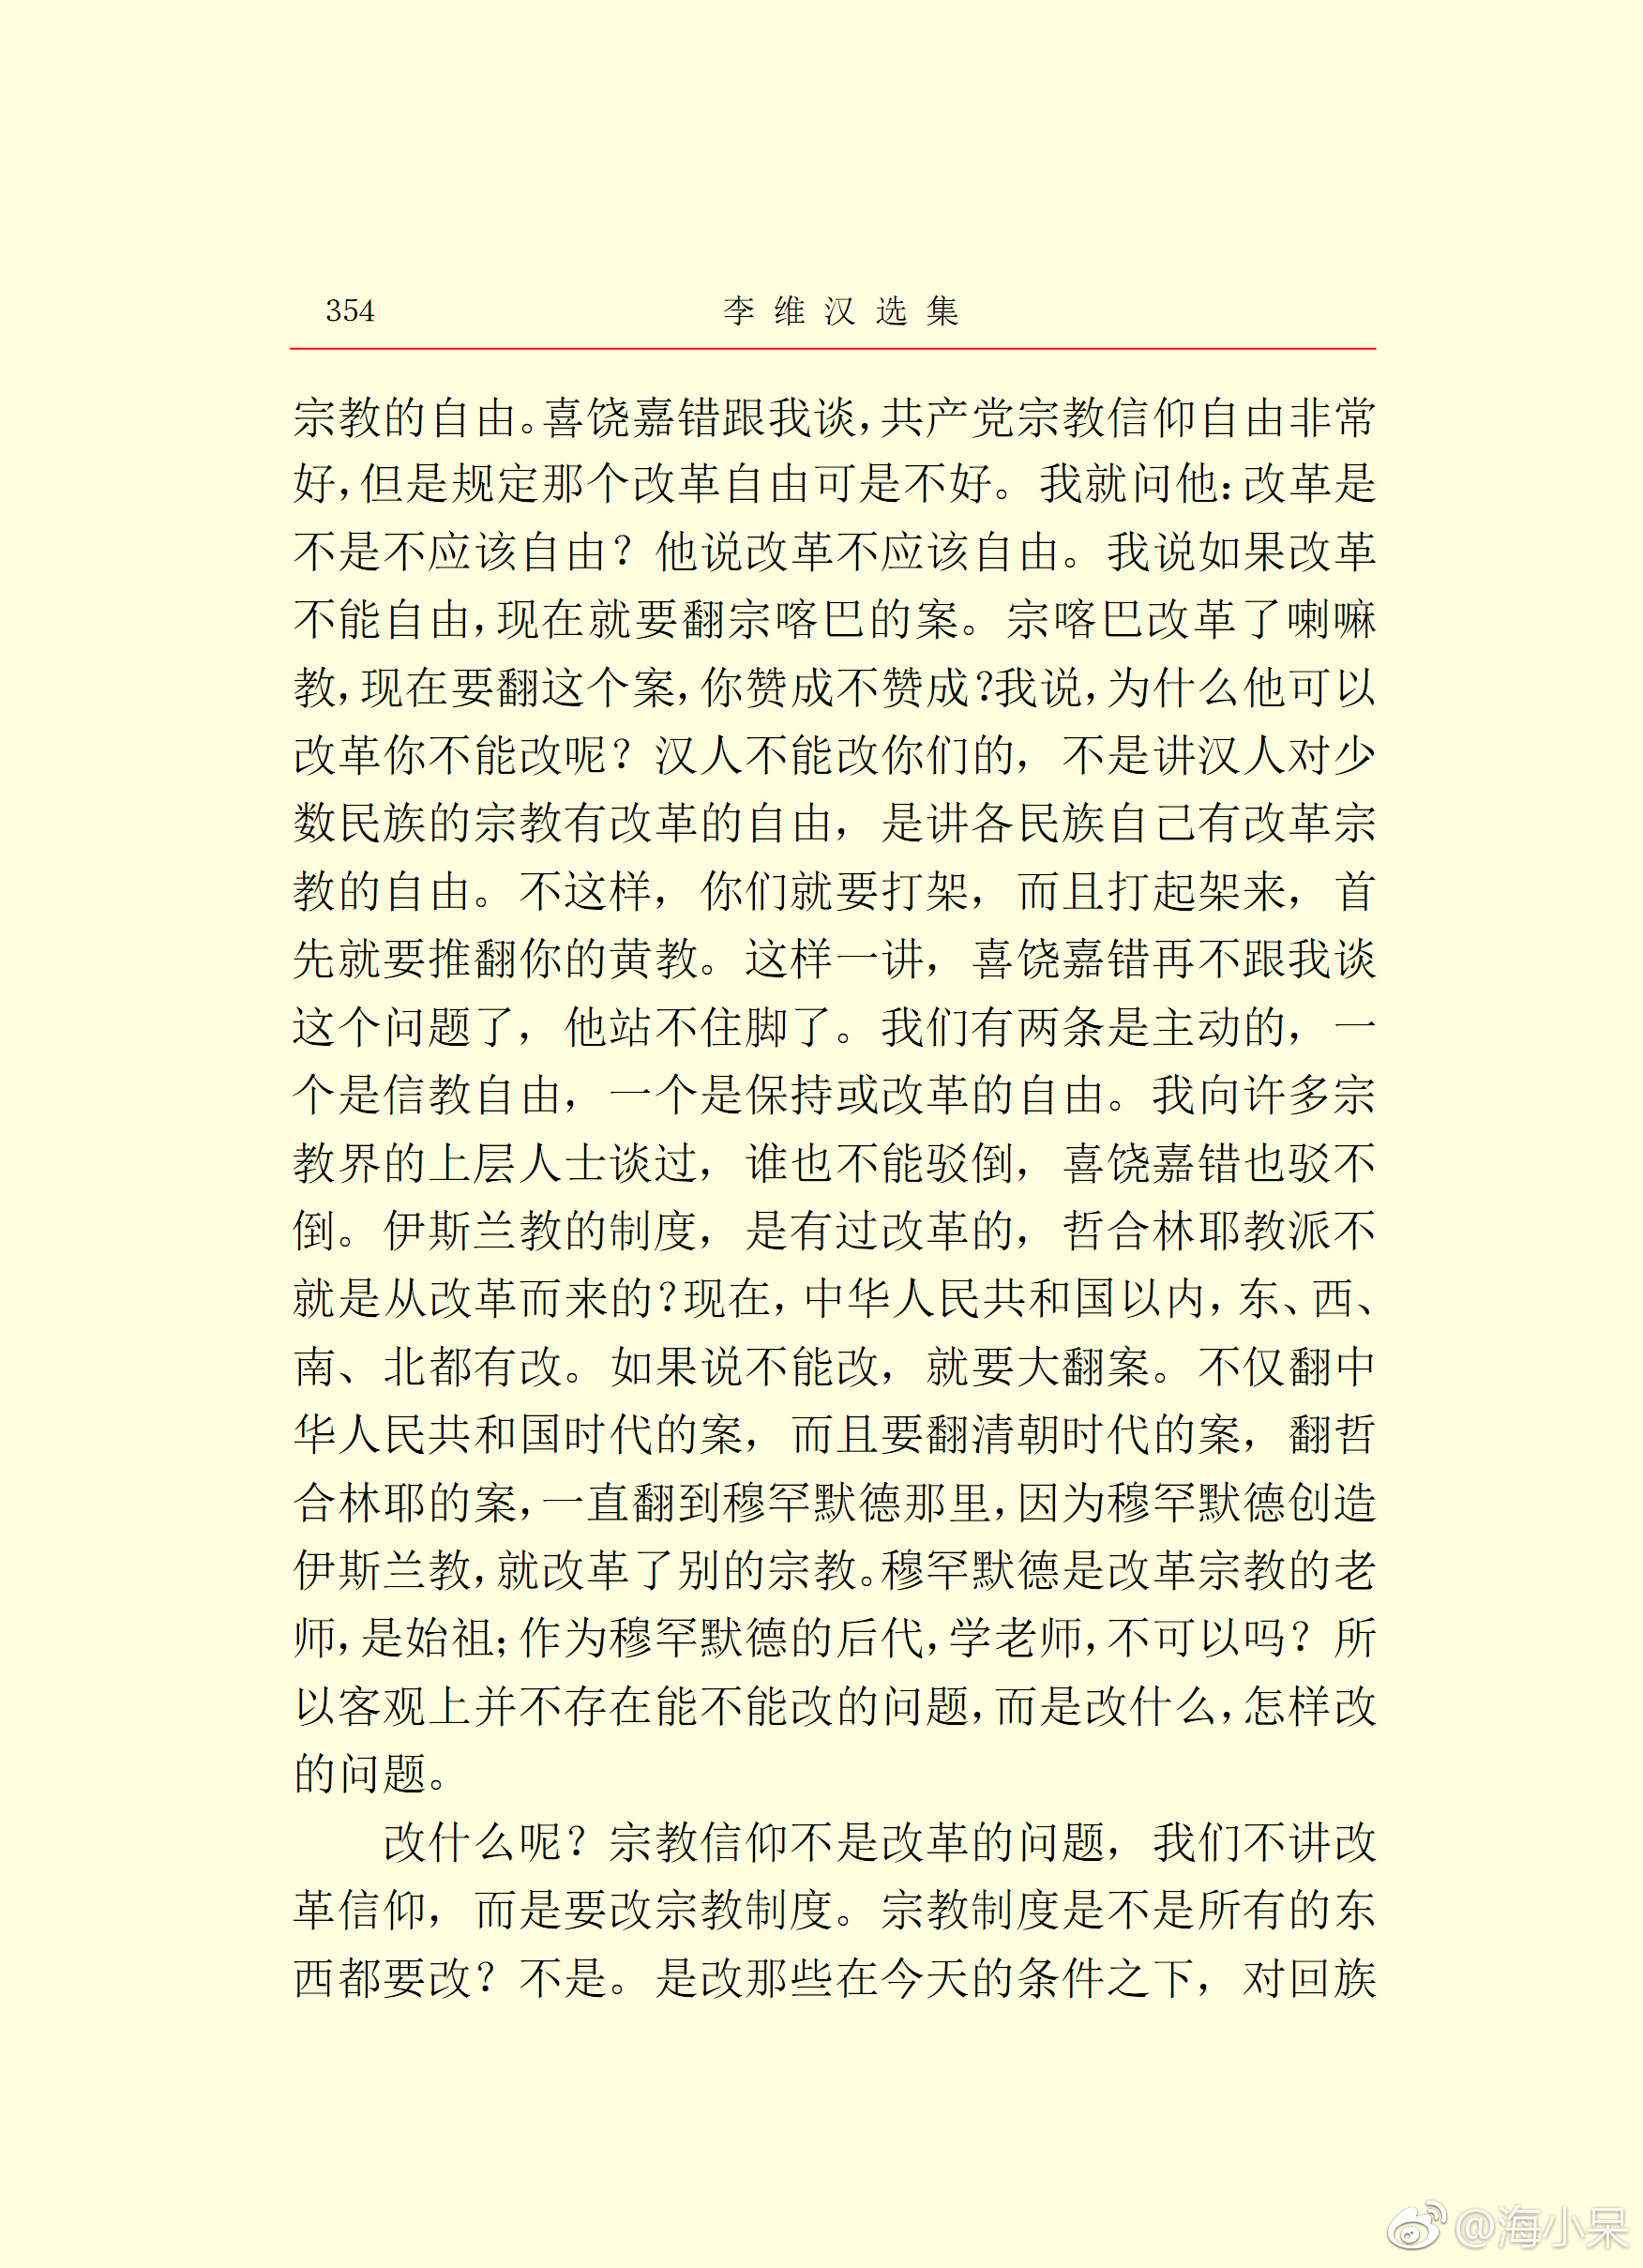 354 李维汉选集
宗教的自由。喜饶嘉错跟我谈，共产党宗教信仰自由非常
好，但是规定那个改革自由可是不好。我就问他：改革是
不是不应该自由？他说改革不应该自由。我说如果改革
不能自由，现在就要翻宗喀巴的案。宗喀巴改革了喇嘛
教，现在要翻这个案，你赞成不赞成？我说，为什么他可以
改革你不能改呢？汉人不能改你们的，不是讲汉人对少
数民族的宗教有改革的自由，是讲各民族自己有改革宗
教的自由。不这样，你们就要打架，而且打起架来，首
先就要推翻你的黄教。这样一讲，喜饶嘉错再不跟我谈
这个问题了，他站不住脚了。我们有两条是主动的，一
个是信教自由，一个是保持或改革的自由。我向许多宗
教界的上层人士谈过，谁也不能驳倒，喜饶嘉错也驳不
倒。伊斯兰教的制度，是有过改革的，哲合林耶教派不
就是从改革而来的？现在，中华人民共和国以内，东、西、
南、北都有改。如果说不能改，就要大翻案。不仅翻中
华人民共和国时代的案，而且要翻清朝时代的案，翻哲
合林耶的案，一直翻到穆罕默德那里，因为穆罕默德创造
伊斯兰教，就改革了别的宗教。穆罕默德是改革宗教的老
师，是始祖；作为穆罕默德的后代，学老师，不可以吗？所
以客观上并不存在能不能改的问题，而是改什么，怎样改
的问题。
改什么呢？宗教信仰不是改革的问题，我们不讲改
革信仰，而是要改宗教制度。宗教制度是不是所有的东
西都要改？不是。是改那些在今天的条件之下，对回族
@海小呆